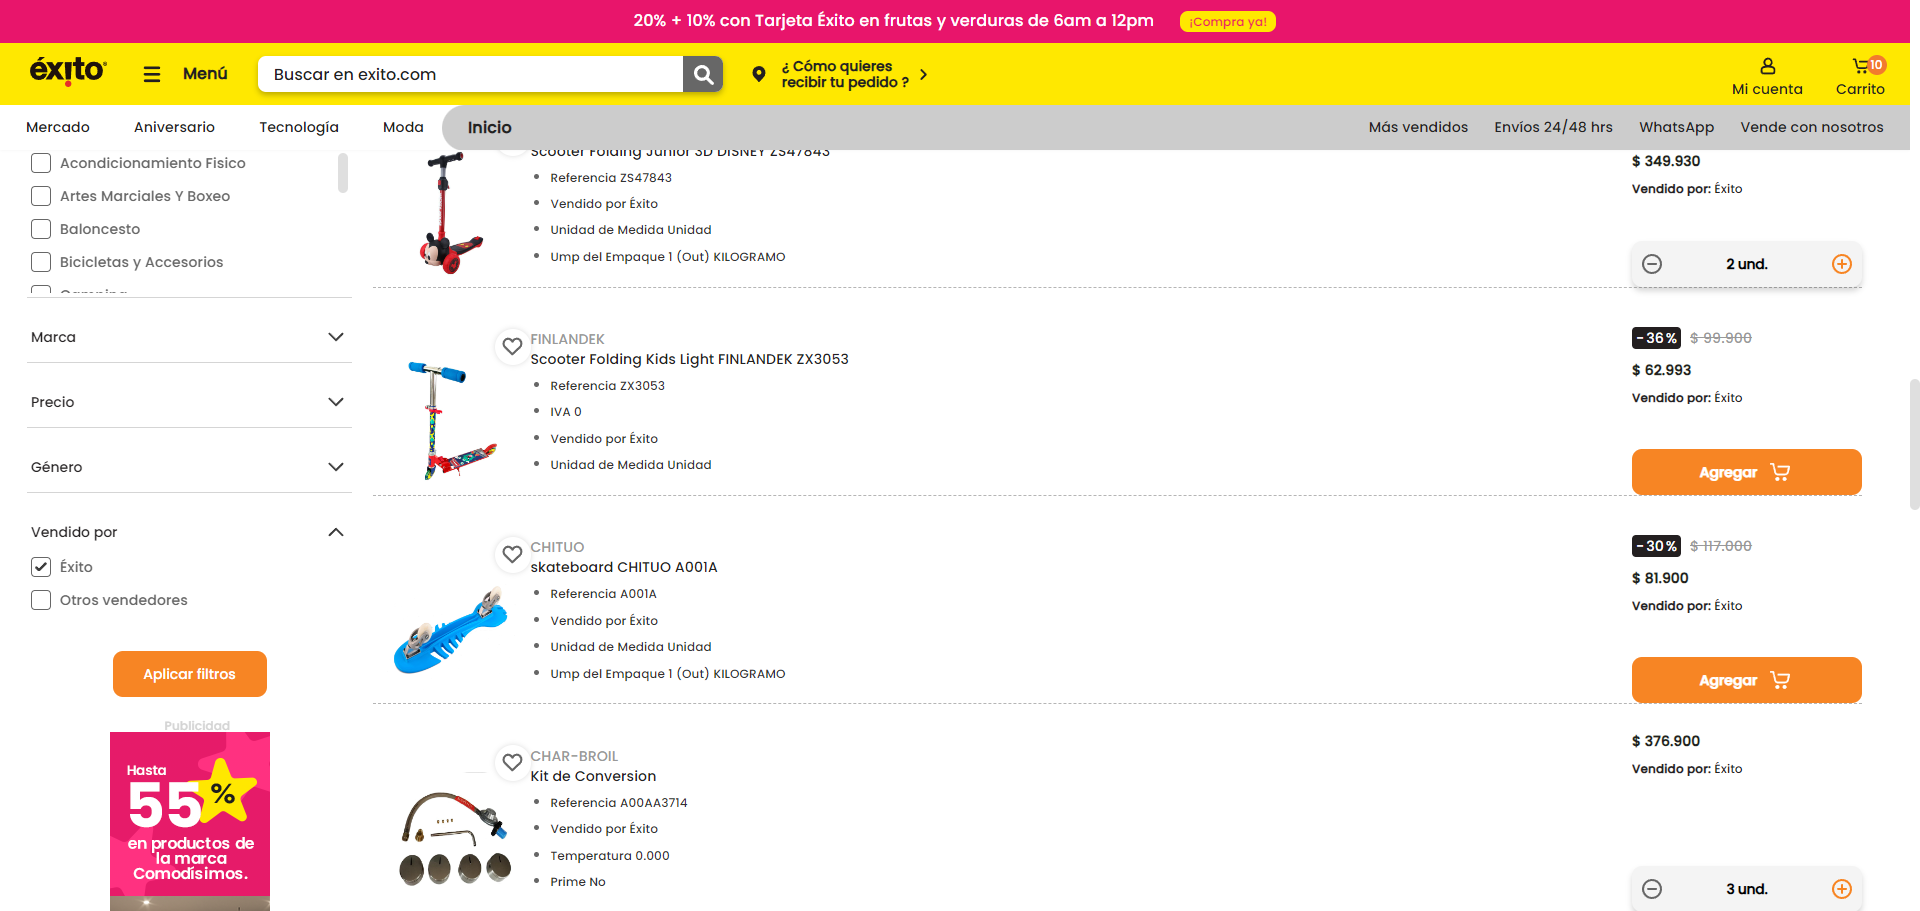 20% + 10% con Tarjeta Éxito en frutas y verduras de 6am a 12pm
¡Compra ya!
éxito
Menú
Buscar en exito.com
¿ Cómo quieres
recibir tu pedido ?
Mi cuenta
10
Carrito
Mercado
Aniversario
Tecnología
Moda
Inicio
Más vendidos
Envíos 24/48 hrs
WhatsApp
Vende con nosotros
Acondicionamiento Fisico
Artes Marciales Y Boxeo
Baloncesto
Bicicletas y Accesorios
Camping
Marca
Precio
Género
Vendido por
Éxito
Otros vendedores
Aplicar filtros
Publicidad
Hasta
55%
en productos de
la marca
Comodísimos.
Scooter Folding Junior 3D DISNEY ZS47843
Referencia ZS47843
Vendido por Éxito
Unidad de Medida Unidad
Ump del Empaque 1 (Out) KILOGRAMO
$ 349.930
Vendido por: Éxito
2 und.
FINLANDEK
Scooter Folding Kids Light FINLANDEK ZX3053
Referencia ZX3053
IVA 0
Vendido por Éxito
Unidad de Medida Unidad
-36% $ 99.900
$ 62.993
Vendido por: Éxito
Agregar
CHITUO
skateboard CHITUO A001A
Referencia A001A
Vendido por Éxito
Unidad de Medida Unidad
Ump del Empaque 1 (Out) KILOGRAMO
-30% $ 117.000
$ 81.900
Vendido por: Éxito
Agregar
CHAR-BROIL
Kit de Conversion
Referencia A00AA3714
Vendido por Éxito
Temperatura 0.000
Prime No
$ 376.900
Vendido por: Éxito
3 und.